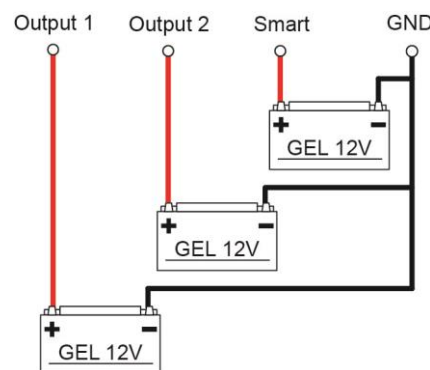 Output 1 Output 2 Smart GND
+ −
GEL 12V
+ −
GEL 12V
+ −
GEL 12V